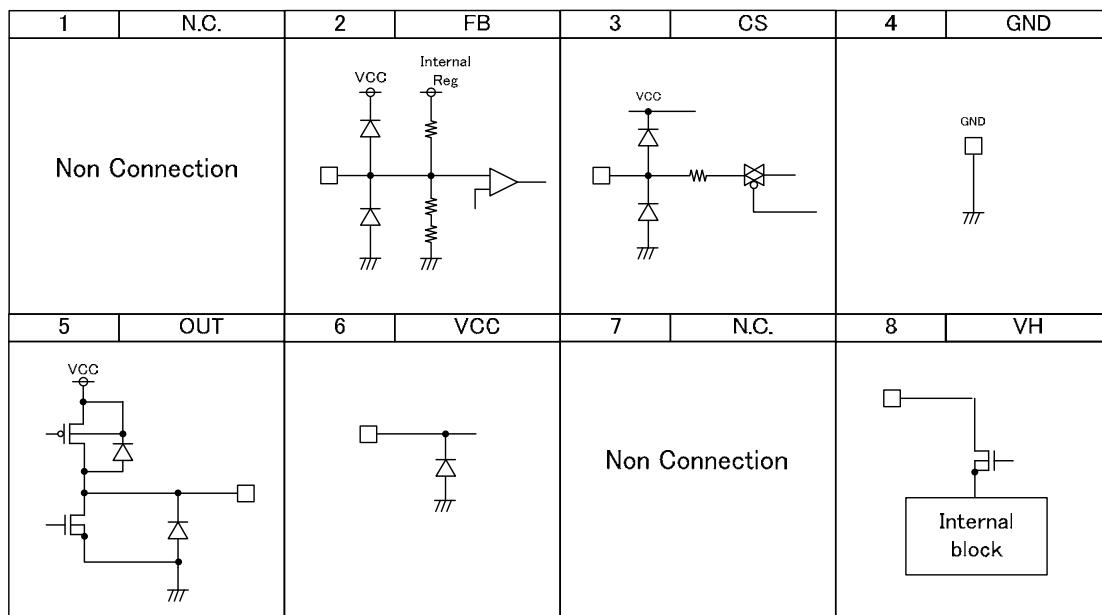 1 N.C. 2 FB 3 CS 4 GND
Non Connection
VCC
Internal
Reg
VCC
GND
5 OUT 6 VCC 7 N.C. 8 VH
VCC
Non Connection
Internal
block